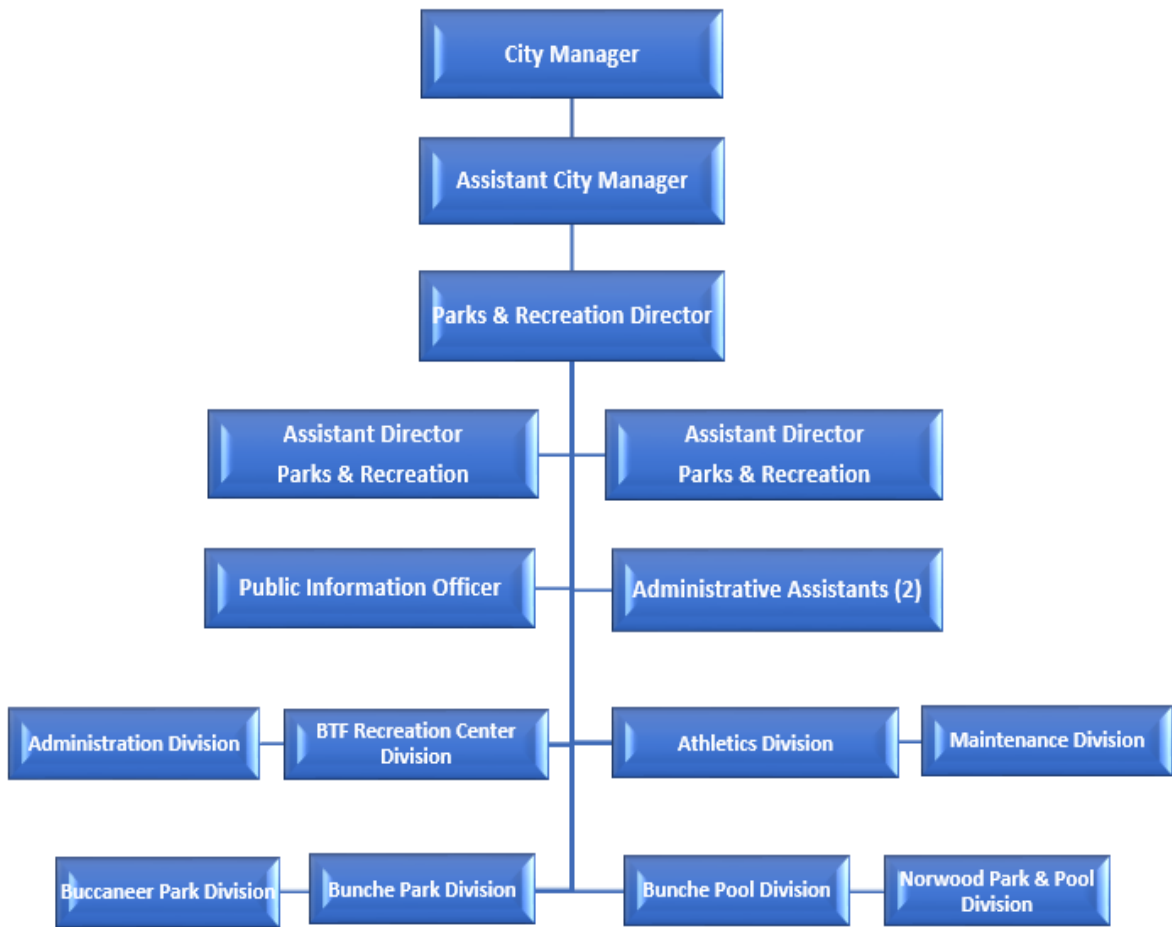 City Manager
Assistant City Manager
Parks & Recreation Director
Assistant Director
Parks & Recreation
Assistant Director
Parks & Recreation
Public Information Officer
Administrative Assistants (2)
Administration Division
BTF Recreation Center
Division
Athletics Division
Maintenance Division
Buccaneer Park Division
Bunche Park Division
Bunche Pool Division
Norwood Park & Pool
Division